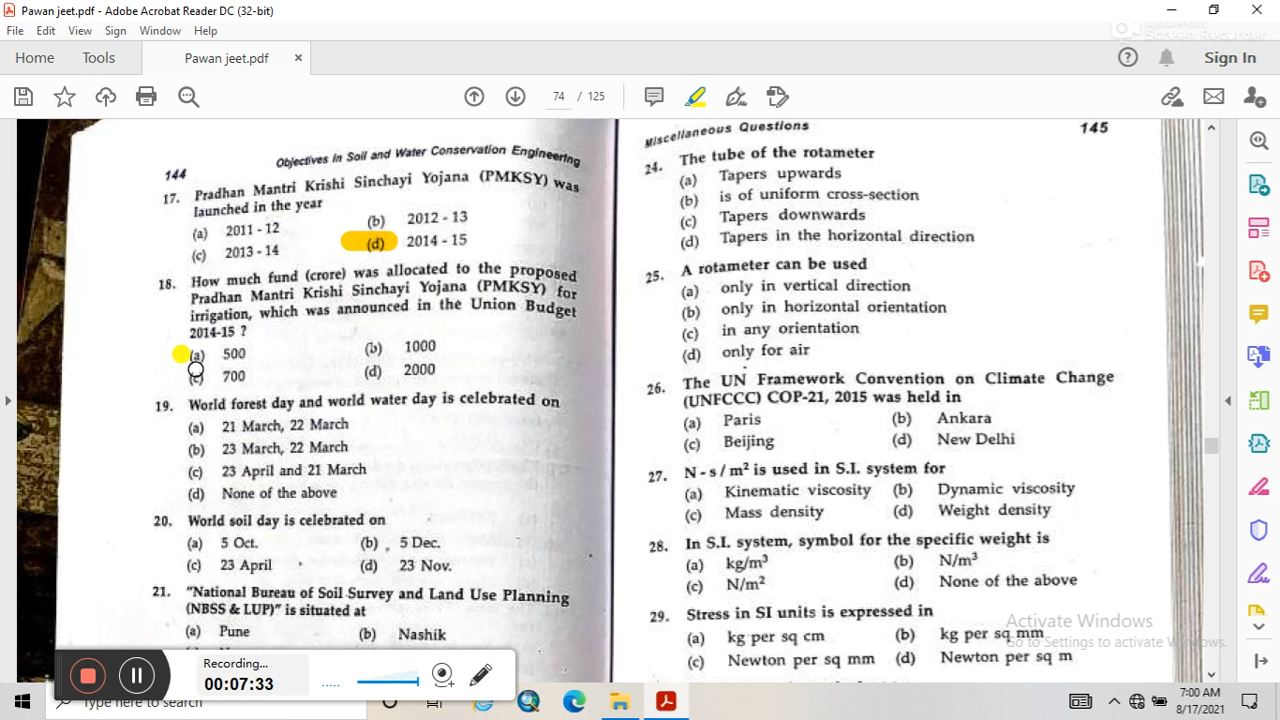 Pawan jeet.pdf - Adobe Acrobat Reader DC (32-bit)
File Edit View Sign Window Help
Home Tools Pawan jeet.pdf × Sign In
74 / 125
144 Objectives in Soil and Water Conservation Engineering
17. Pradhan Mantri Krishi Sinchayi Yojana (PMKSY) was
launched in the year
(a) 2011 - 12 (b) 2012 - 13
(c) 2013 - 14 (d) 2014 - 15
18. How much fund (crore) was allocated to the proposed
Pradhan Mantri Krishi Sinchayi Yojana (PMKSY) for
irrigation, which was announced in the Union Budget
2014-15 ?
(a) 500 (b) 1000
(c) 700 (d) 2000
19. World forest day and world water day is celebrated on
(a) 21 March, 22 March
(b) 23 March, 22 March
(c) 23 April and 21 March
(d) None of the above
20. World soil day is celebrated on
(a) 5 Oct. (b) 5 Dec.
(c) 23 April (d) 23 Nov.
21. "National Bureau of Soil Survey and Land Use Planning
(NBSS & LUP)" is situated at
(a) Pune (b) Nashik
Miscellaneous Questions 145
24. The tube of the rotameter
(a) Tapers upwards
(b) is of uniform cross-section
(c) Tapers downwards
(d) Tapers in the horizontal direction
25. A rotameter can be used
(a) only in vertical direction
(b) only in horizontal orientation
(c) in any orientation
(d) only for air
26. The UN Framework Convention on Climate Change
(UNFCCC) COP-21, 2015 was held in
(a) Paris (b) Ankara
(c) Beijing (d) New Delhi
27. N - s / m² is used in S.I. system for
(a) Kinematic viscosity (b) Dynamic viscosity
(c) Mass density (d) Weight density
28. In S.I. system, symbol for the specific weight is
(a) kg/m³ (b) N/m³
(c) N/m² (d) None of the above
29. Stress in SI units is expressed in
(a) kg per sq cm (b) kg per sq mm
(c) Newton per sq mm (d) Newton per sq m
Activate Windows
Go to Settings to activate Windows.
Recording...
00:07:33
Type here to search
7:00 AM
8/17/2021